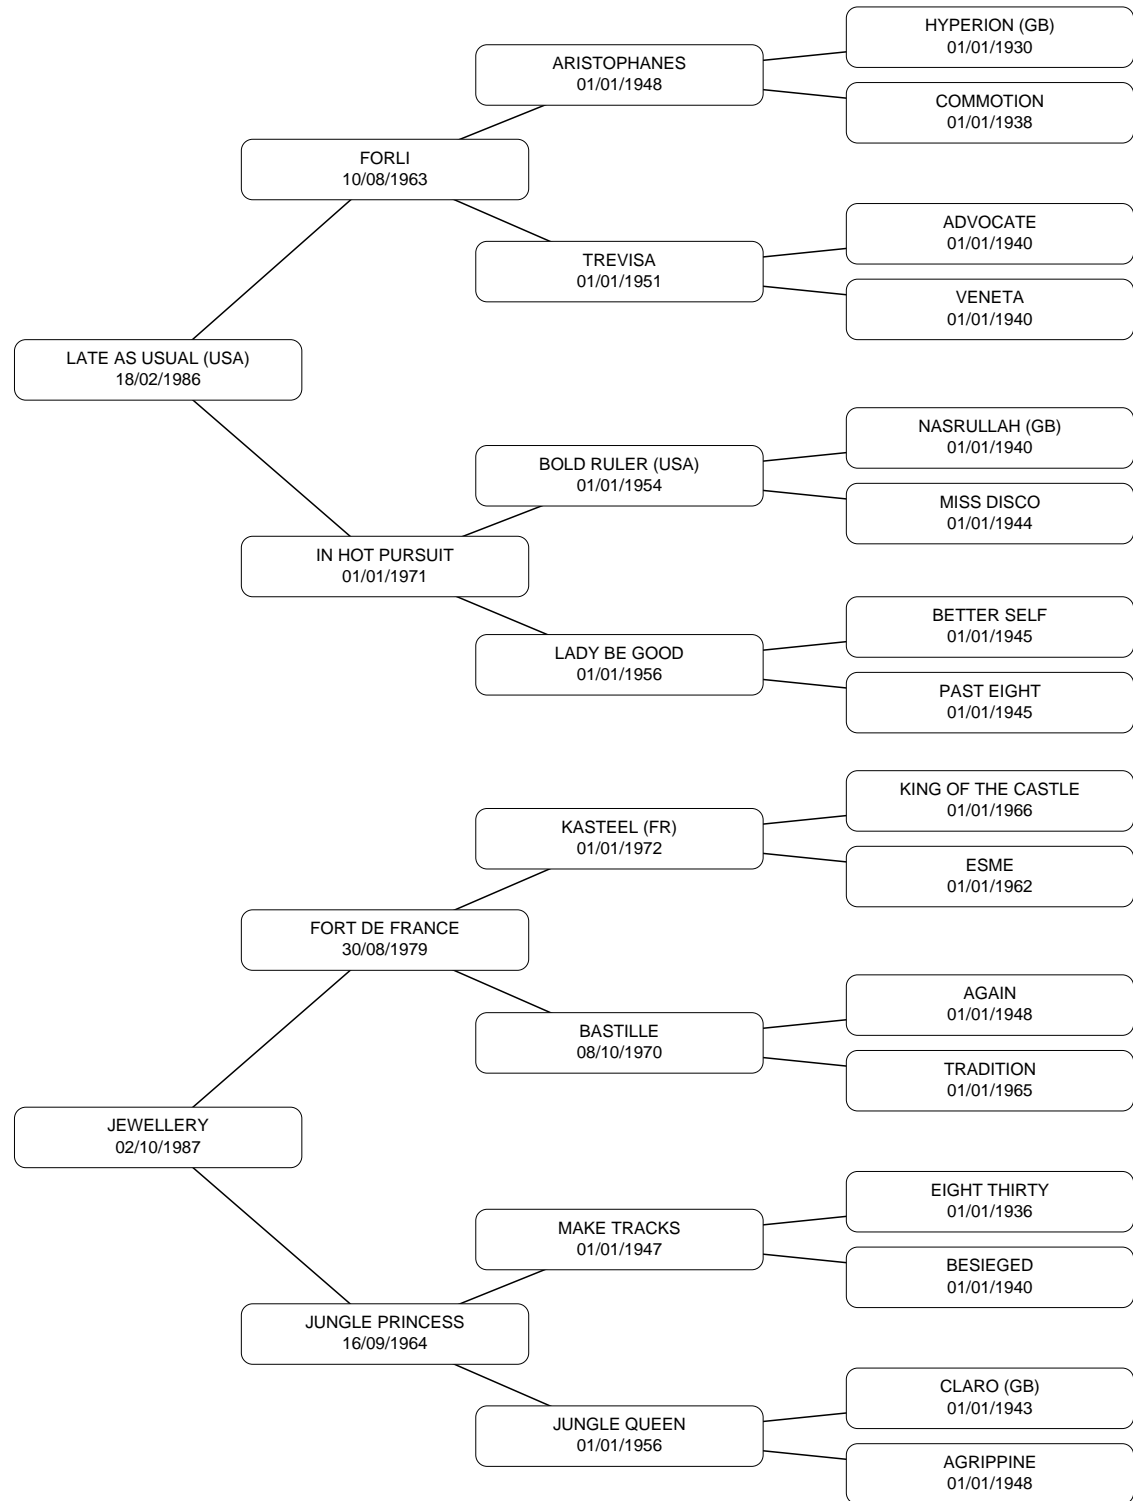 HYPERION (GB)
01/01/1930
ARISTOPHANES
01/01/1948
COMMOTION
01/01/1938
FORLI
10/08/1963
ADVOCATE
01/01/1940
TREVISA
01/01/1951
VENETA
01/01/1940
LATE AS USUAL (USA)
18/02/1986
NASRULLAH (GB)
01/01/1940
BOLD RULER (USA)
01/01/1954
MISS DISCO
01/01/1944
IN HOT PURSUIT
01/01/1971
BETTER SELF
01/01/1945
LADY BE GOOD
01/01/1956
PAST EIGHT
01/01/1945
KING OF THE CASTLE
01/01/1966
KASTEEL (FR)
01/01/1972
ESME
01/01/1962
FORT DE FRANCE
30/08/1979
AGAIN
01/01/1948
BASTILLE
08/10/1970
TRADITION
01/01/1965
JEWELLERY
02/10/1987
EIGHT THIRTY
01/01/1936
MAKE TRACKS
01/01/1947
BESIEGED
01/01/1940
JUNGLE PRINCESS
16/09/1964
CLARO (GB)
01/01/1943
JUNGLE QUEEN
01/01/1956
AGRIPPINE
01/01/1948